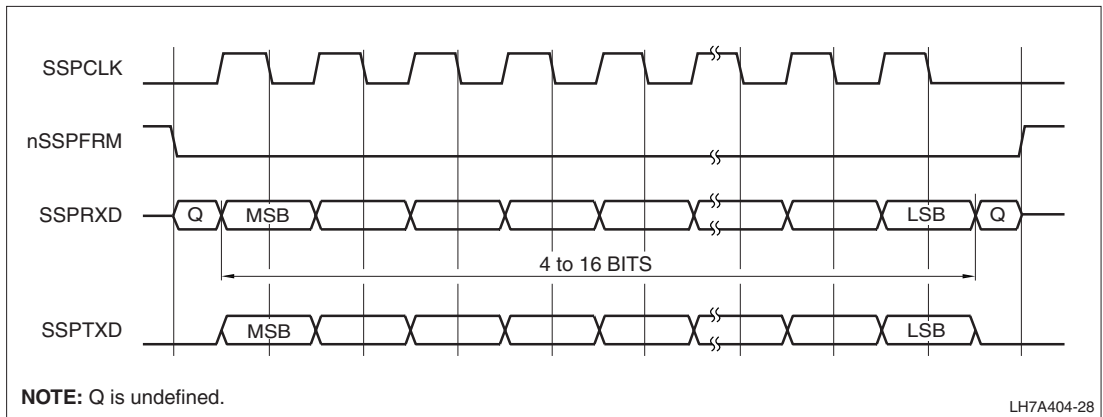 SSPCLK
nSSPFRM
SSPRXD
Q MSB LSB Q
4 to 16 BITS
SSPTXD
MSB LSB
NOTE: Q is undefined.
LH7A404-28